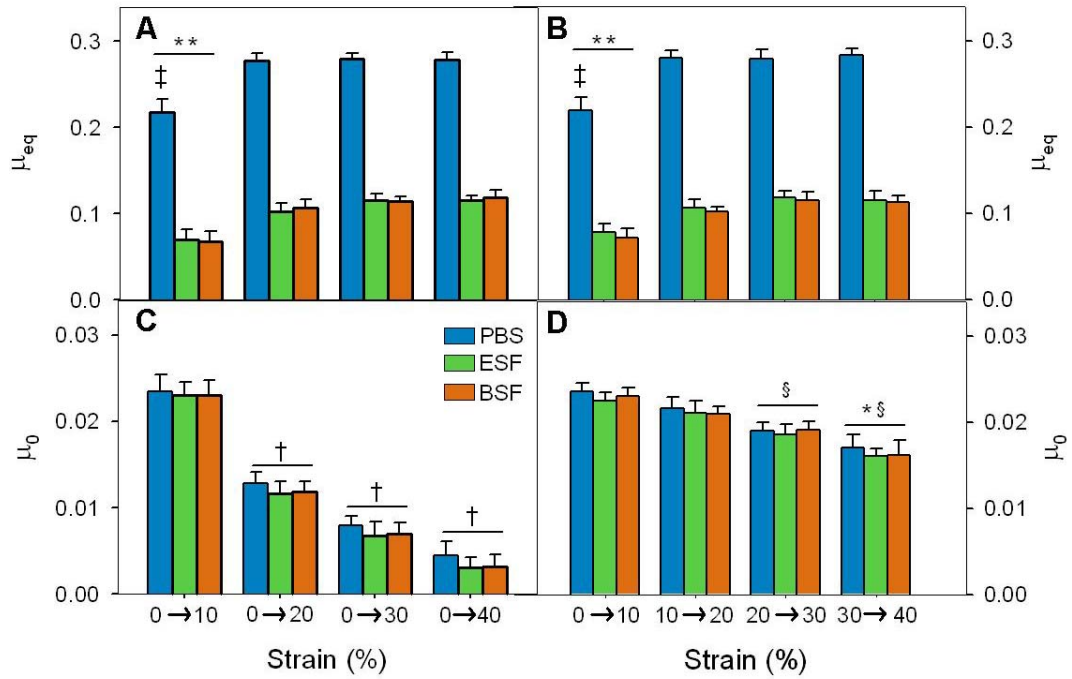 A
B
**
**
‡
‡
0.3
0.2
0.1
0.0
μeq
0.3
0.2
0.1
0.0
μeq
C
D
PBS
ESF
BSF
†
†
†
§
*§
0.03
0.02
0.01
0.00
μ0
0.03
0.02
0.01
0.00
μ0
0→10
0→20
0→30
0→40
0→10
10→20
20→30
30→40
Strain (%)
Strain (%)